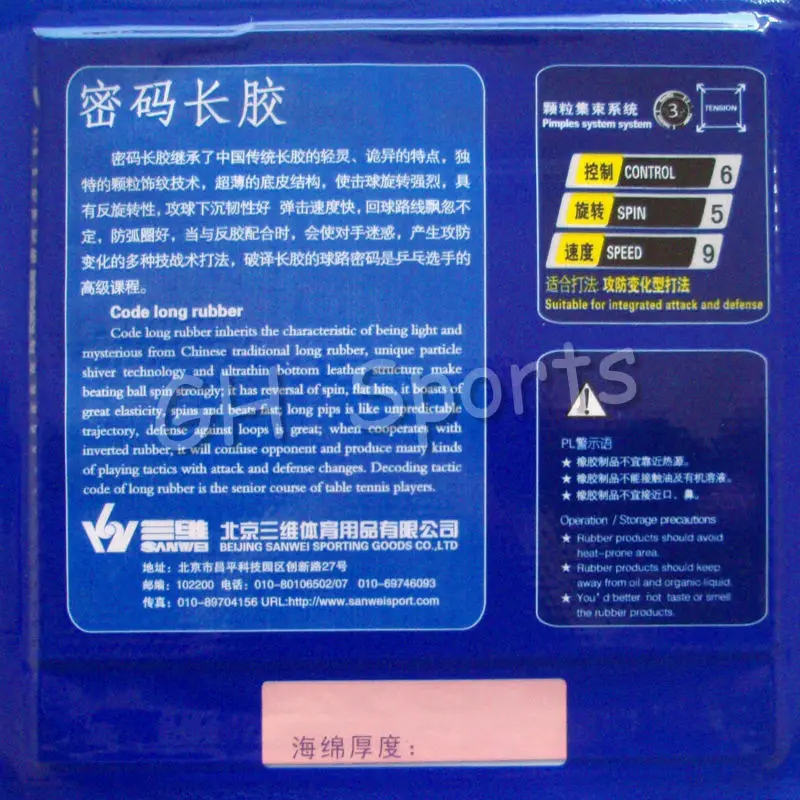 密码长胶
密码长胶继承了中国传统长胶的轻灵、诡异的特点，独
特的颗粒饰纹技术，超薄的底皮结构，使击球旋转强烈，具
有反旋转性，攻球下沉韧性好 弹击速度快，回球路线飘忽不
定，防弧圈好，当与反胶配合时，会使对手迷惑，产生攻防
变化的多种技战术打法，破译长胶的球路密码是乒乓选手的
高级课程。
Code long rubber
Code long rubber inherits the characteristic of being light and
mysterious from Chinese traditional long rubber, unique particle
shiver technology and ultrathin bottom leather structure make
beating ball spin strongly; it has reversal of spin, flat hits, it boasts of
great elasticity, spins and beats fast; long pips is like unpredictable
trajectory, defense against loops is great; when cooperates with
inverted rubber, it will confuse opponent and produce many kinds
of playing tactics with attack and defense changes. Decoding tactic
code of long rubber is the senior course of table tennis players.
三维 SANWEI
北京三维体育用品有限公司
BEIJING SANWEI SPORTING GOODS CO.,LTD
地址：北京市昌平科技园区创新路27号
邮编：102200 电话：010-80106502/07 010-69746093
传真：010-89704156 URL:http://www.sanweisport.com
颗粒集束系统 3 TENSION
Pimples system system
控制 CONTROL 6
旋转 SPIN 5
速度 SPEED 9
适合打法：攻防变化型打法
Suitable for integrated attack and defense
PL警示语
★ 橡胶制品不宜靠近热源。
★ 橡胶制品不能接触油及有机溶液。
★ 橡胶制品不宜接近口、鼻。
Operation / Storage precautions
★ Rubber products should avoid
heat-prone area.
★ Rubber products should keep
away from oil and organic liquid.
★ You'd better not taste or smell
the rubber products.
海绵厚度：
GH Sports